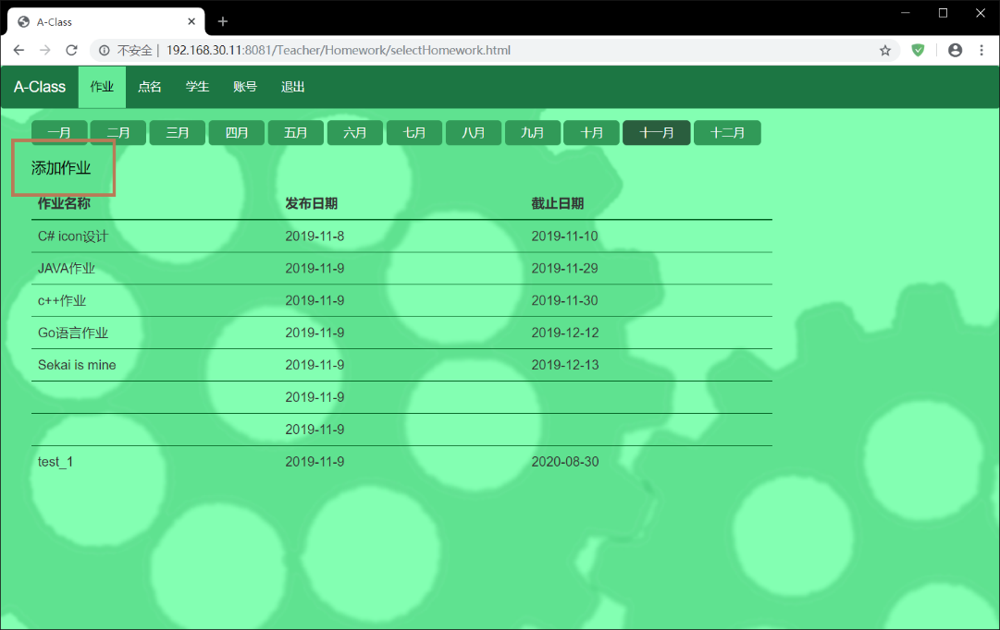 A-Class
不安全 | 192.168.30.11:8081/Teacher/Homework/selectHomework.html
A-Class 作业 点名 学生 账号 退出
一月 二月 三月 四月 五月 六月 七月 八月 九月 十月 十一月 十二月
添加作业
作业名称 发布日期 截止日期
C# icon设计 2019-11-8 2019-11-10
JAVA作业 2019-11-9 2019-11-29
c++作业 2019-11-9 2019-11-30
Go语言作业 2019-11-9 2019-12-12
Sekai is mine 2019-11-9 2019-12-13
2019-11-9
2019-11-9
test_1 2019-11-9 2020-08-30